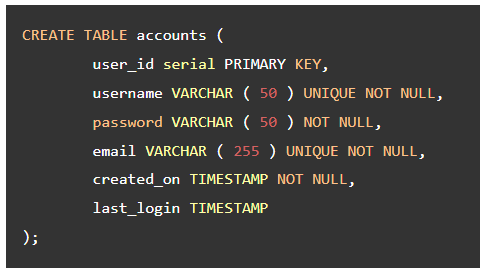 CREATE TABLE accounts (
        user_id serial PRIMARY KEY,
        username VARCHAR ( 50 ) UNIQUE NOT NULL,
        password VARCHAR ( 50 ) NOT NULL,
        email VARCHAR ( 255 ) UNIQUE NOT NULL,
        created_on TIMESTAMP NOT NULL,
        last_login TIMESTAMP
);